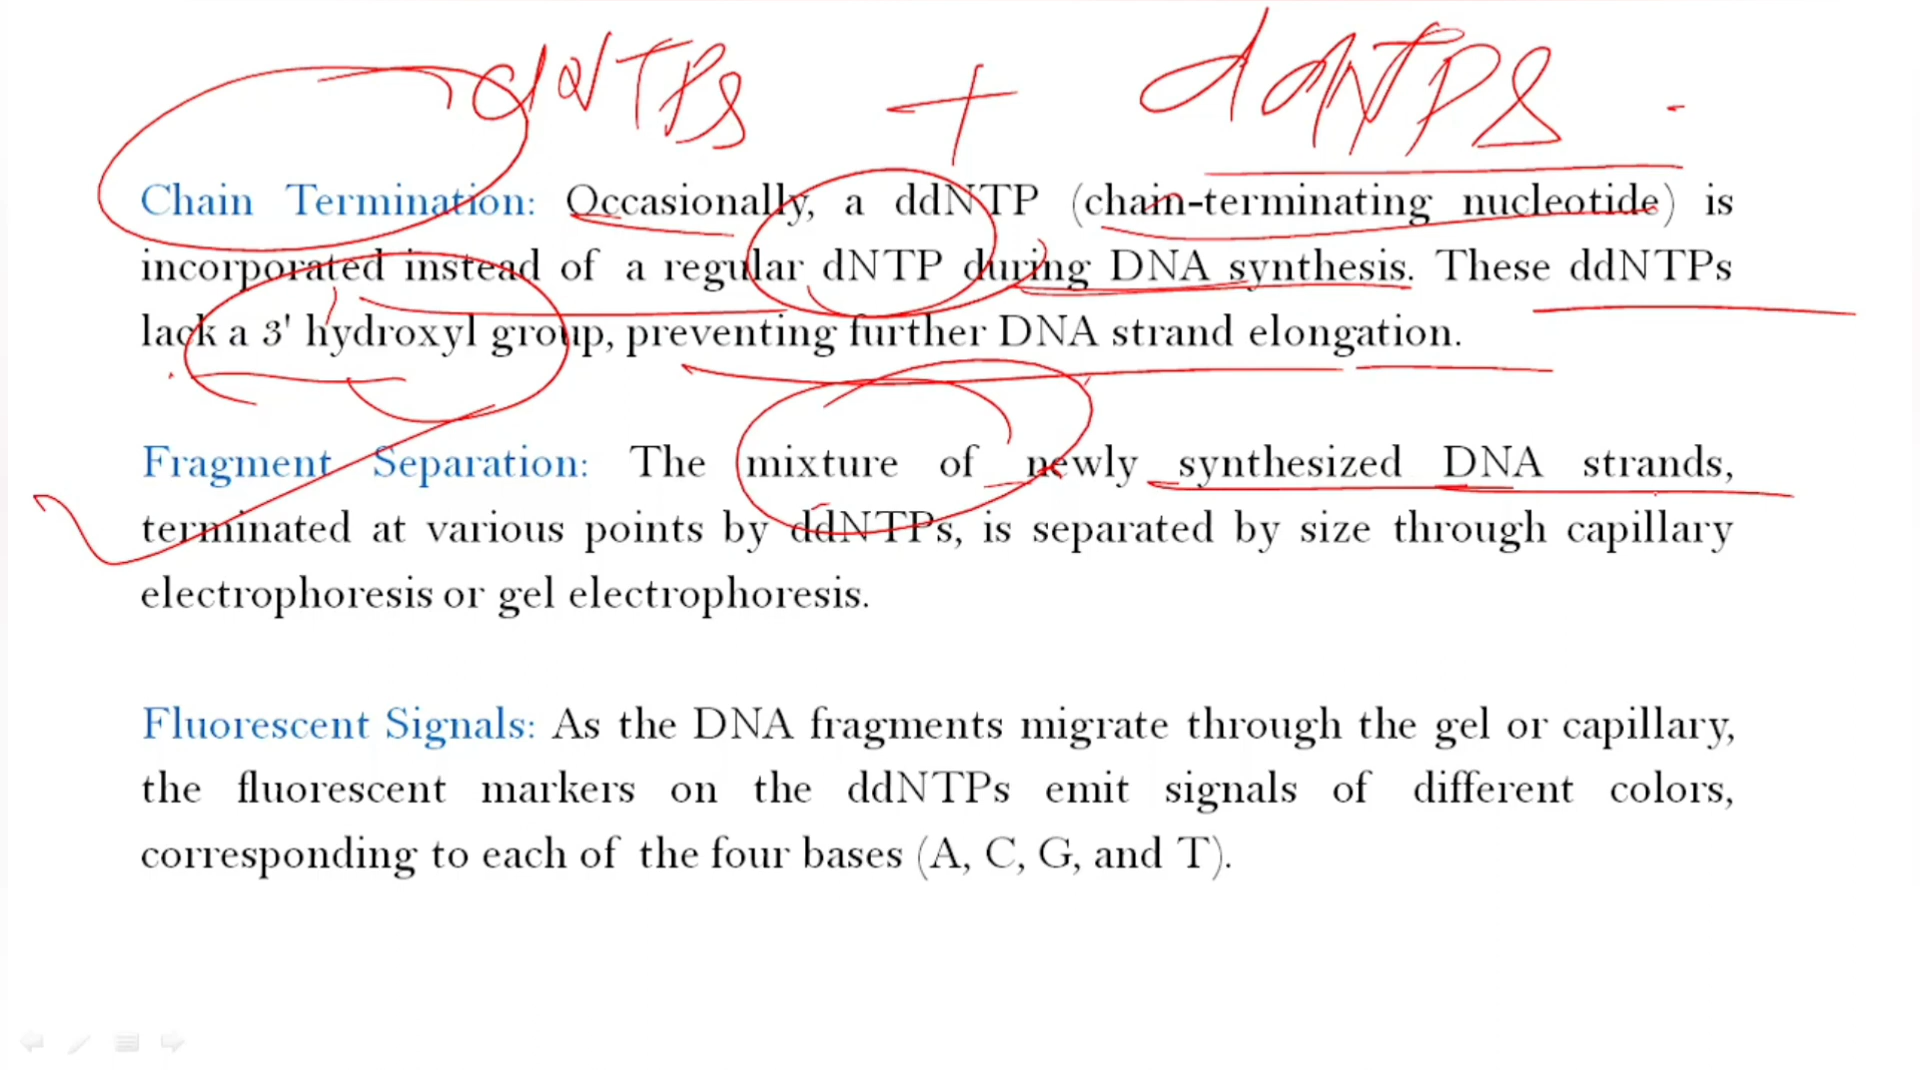 dNTPs + ddNTPS
Chain Termination: Occasionally, a ddNTP (chain-terminating nucleotide) is
incorporated instead of a regular dNTP during DNA synthesis. These ddNTPs
lack a 3' hydroxyl group, preventing further DNA strand elongation.
Fragment Separation: The mixture of newly synthesized DNA strands,
terminated at various points by ddNTPs, is separated by size through capillary
electrophoresis or gel electrophoresis.
Fluorescent Signals: As the DNA fragments migrate through the gel or capillary,
the fluorescent markers on the ddNTPs emit signals of different colors,
corresponding to each of the four bases (A, C, G, and T).